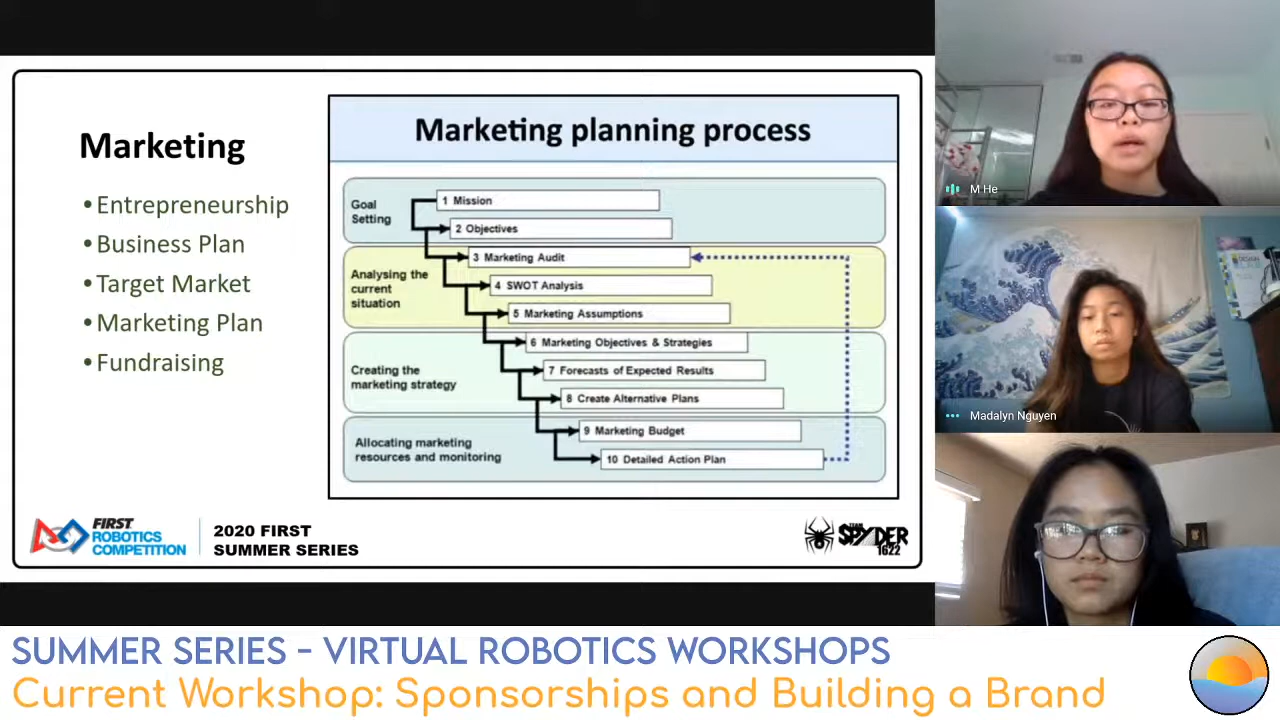 Marketing
• Entrepreneurship
• Business Plan
• Target Market
• Marketing Plan
• Fundraising
Marketing planning process
Goal
Setting
1 Mission
2 Objectives
Analysing the
current
situation
3 Marketing Audit
4 SWOT Analysis
5 Marketing Assumptions
Creating the
marketing strategy
6 Marketing Objectives & Strategies
7 Forecasts of Expected Results
8 Create Alternative Plans
Allocating marketing
resources and monitoring
9 Marketing Budget
10 Detailed Action Plan
FIRST
ROBOTICS
COMPETITION
2020 FIRST
SUMMER SERIES
TEAM
SPYDER
1622
M He
Madalyn Nguyen
SUMMER SERIES - VIRTUAL ROBOTICS WORKSHOPS
Current Workshop: Sponsorships and Building a Brand